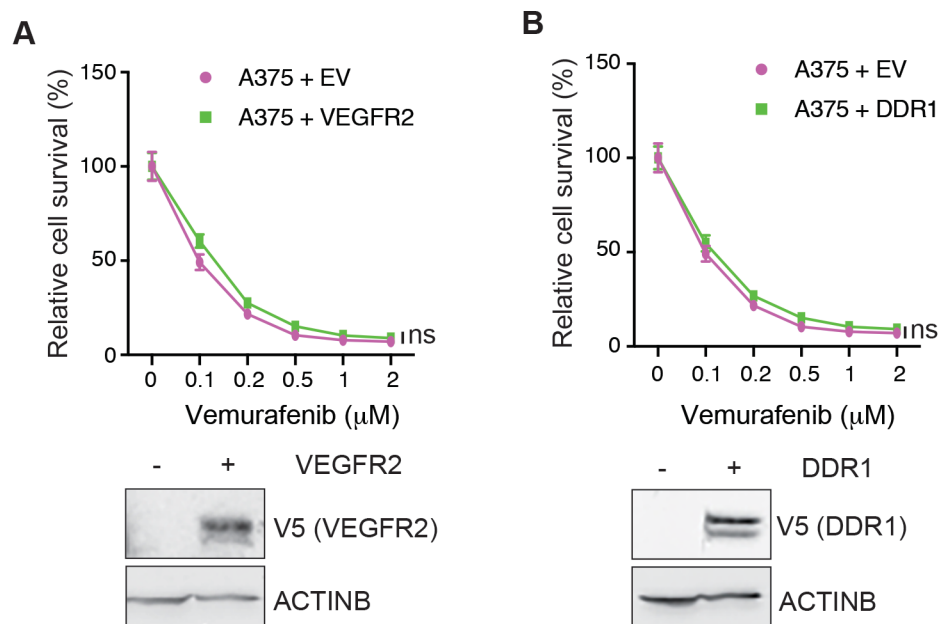 A
Relative cell survival (%)
150
100
50
0
A375 + EV
A375 + VEGFR2
ns
0 0.1 0.2 0.5 1 2
Vemurafenib (μM)
- + VEGFR2
V5 (VEGFR2)
ACTINB
B
Relative cell survival (%)
150
100
50
0
A375 + EV
A375 + DDR1
ns
0 0.1 0.2 0.5 1 2
Vemurafenib (μM)
- + DDR1
V5 (DDR1)
ACTINB